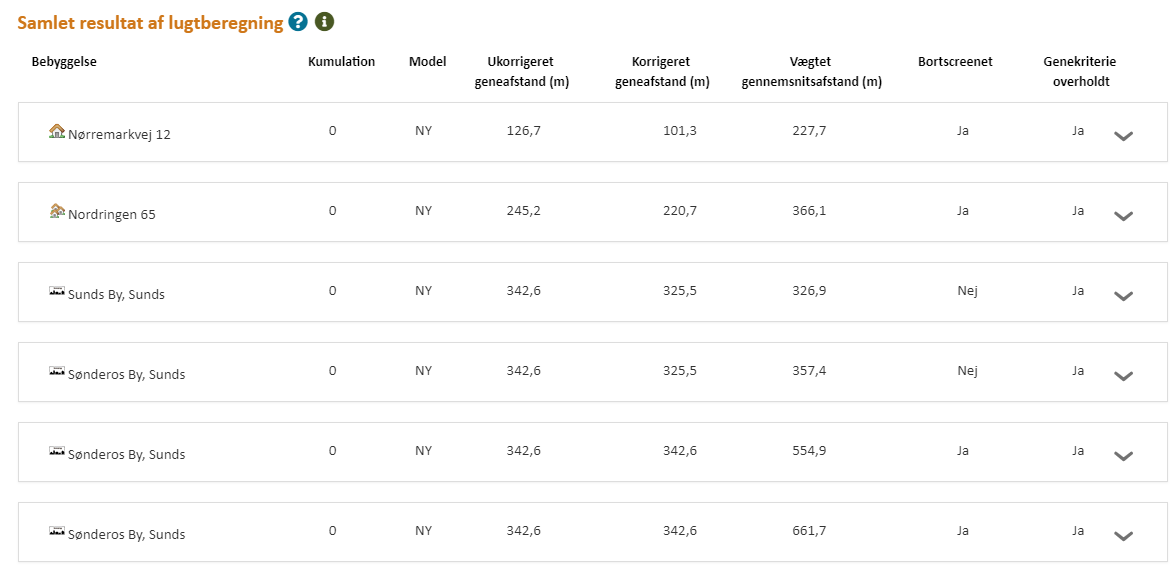 Samlet resultat af lugtberegning ? i
Bebyggelse Kumulation Model Ukorrigeret Korrigeret Vægtet Bortscreenet Genekriterie
geneafstand (m) geneafstand (m) gennemsnitsafstand (m) overholdt
Nørremarkvej 12 0 NY 126,7 101,3 227,7 Ja Ja
Nordringen 65 0 NY 245,2 220,7 366,1 Ja Ja
Sunds By, Sunds 0 NY 342,6 325,5 326,9 Nej Ja
Sønderos By, Sunds 0 NY 342,6 325,5 357,4 Nej Ja
Sønderos By, Sunds 0 NY 342,6 342,6 554,9 Ja Ja
Sønderos By, Sunds 0 NY 342,6 342,6 661,7 Ja Ja